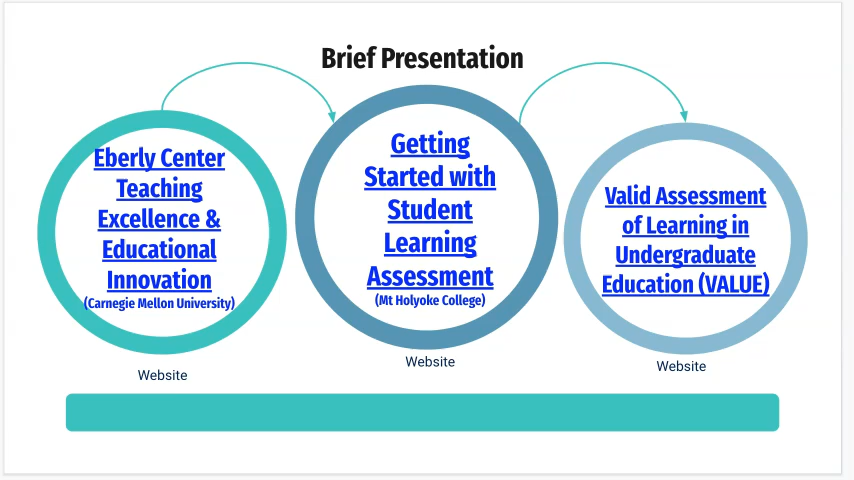 Brief Presentation
Eberly Center
Teaching
Excellence &
Educational
Innovation
(Carnegie Mellon University)
Website
Getting
Started with
Student
Learning
Assessment
(Mt Holyoke College)
Website
Valid Assessment
of Learning in
Undergraduate
Education (VALUE)
Website